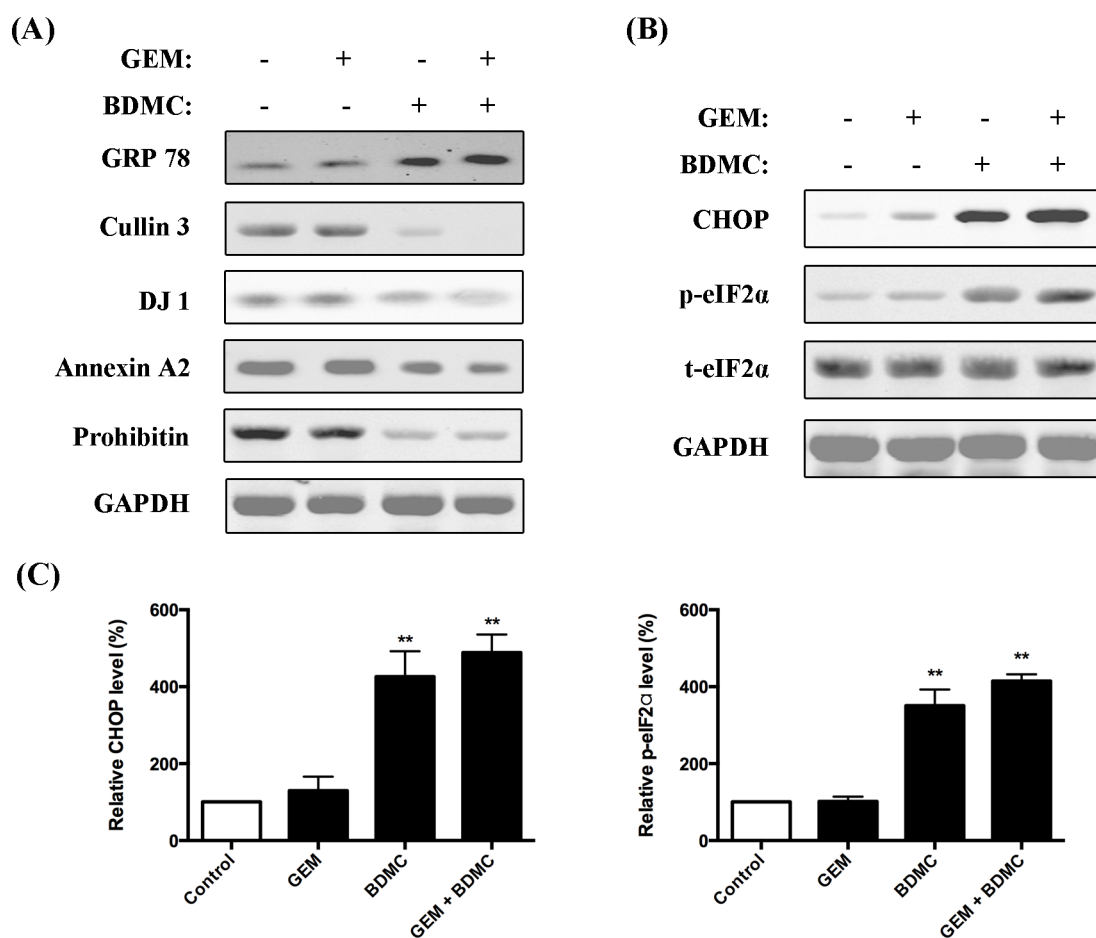 (A)
GEM: - + - +
BDMC: - - + +
GRP 78
Cullin 3
DJ 1
Annexin A2
Prohibitin
GAPDH
(B)
GEM: - + - +
BDMC: - - + +
CHOP
p-eIF2α
t-eIF2α
GAPDH
(C)
Relative CHOP level (%)
600
400
200
0
**
**
Control
GEM
BDMC
GEM + BDMC
Relative p-eIF2α level (%)
600
400
200
0
**
**
Control
GEM
BDMC
GEM + BDMC